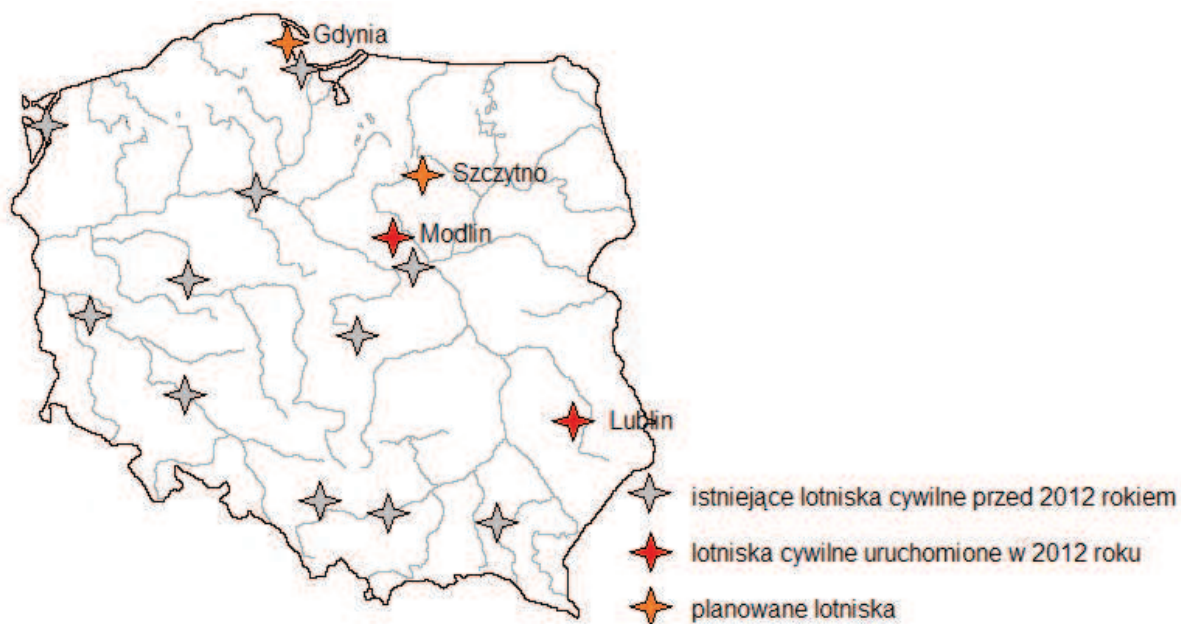 Gdynia
Szczytno
Modlin
Lublin
istniejące lotniska cywilne przed 2012 rokiem
lotniska cywilne uruchomione w 2012 roku
planowane lotniska